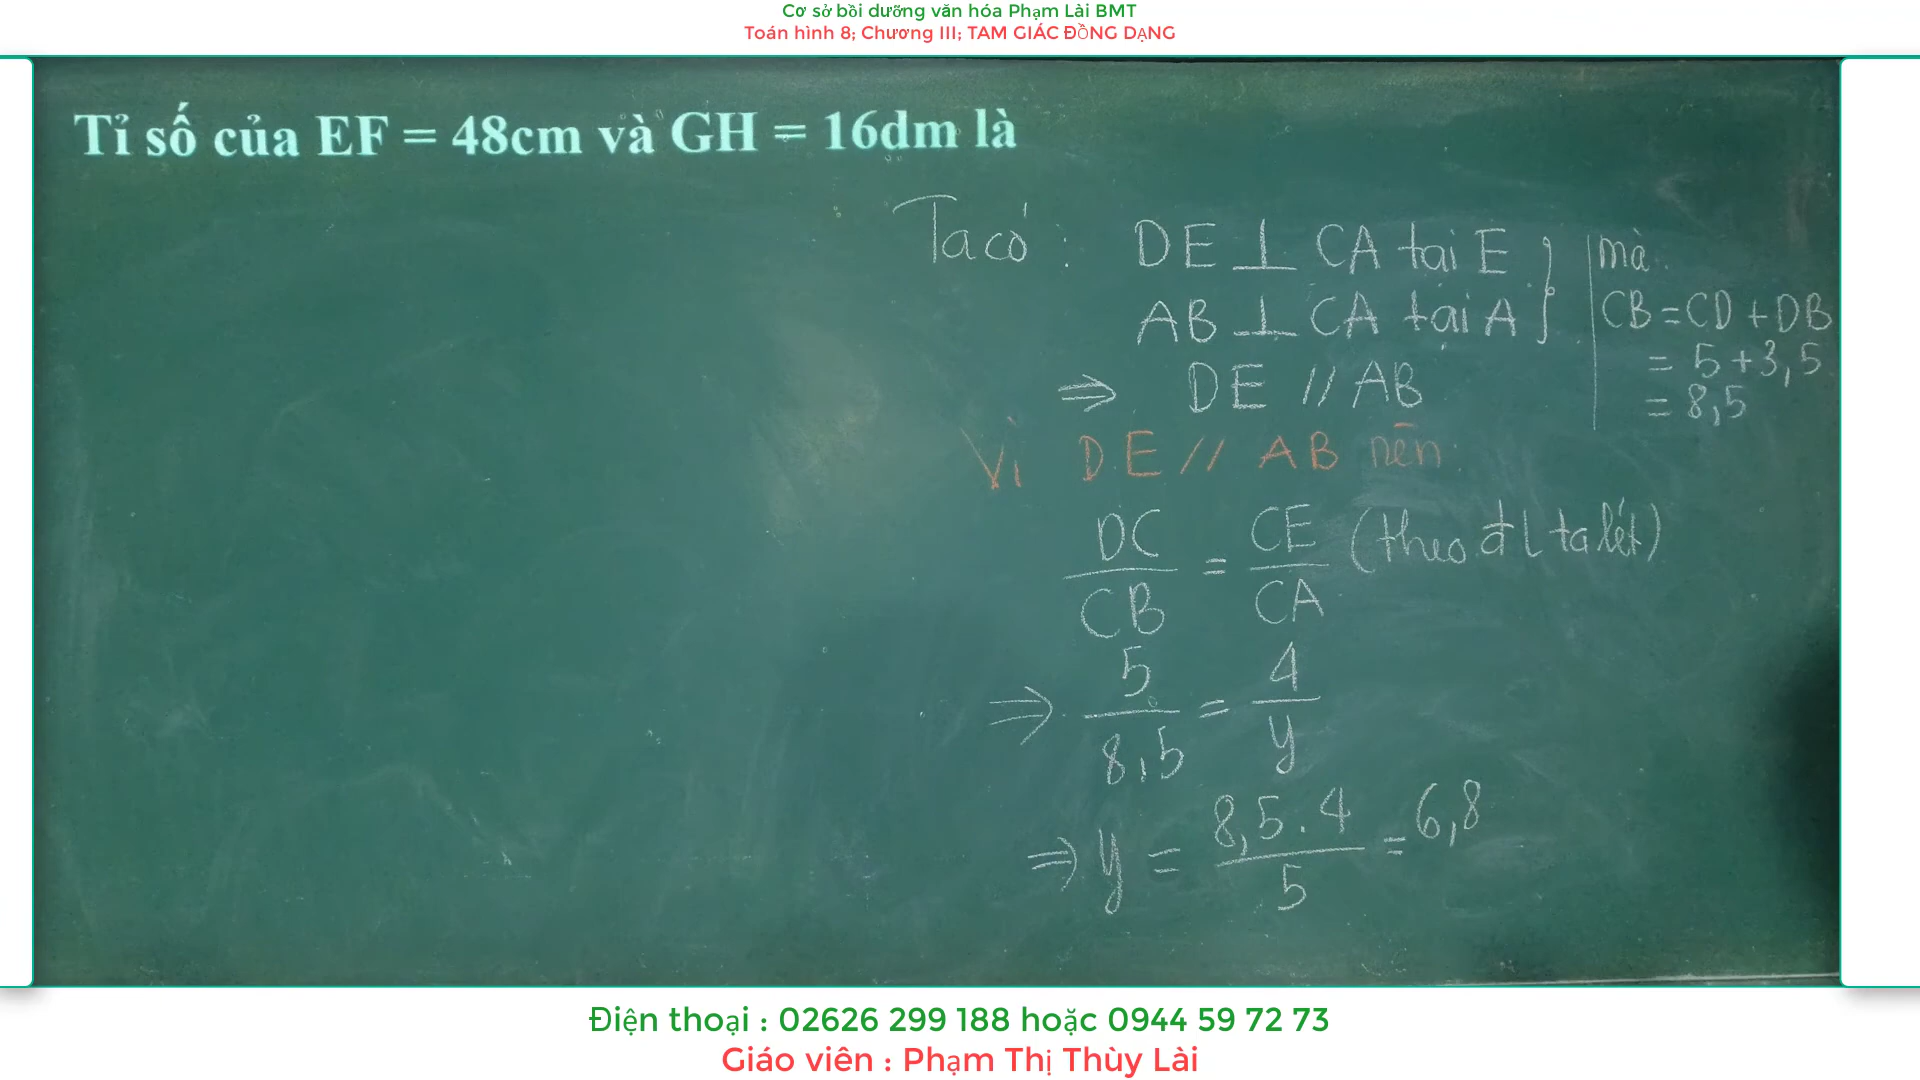 Cơ sở bồi dưỡng văn hóa Phạm Lài BMT
Toán hình 8; Chương III; TAM GIÁC ĐỒNG DẠNG
Tỉ số của EF = 48cm và GH = 16dm là
Ta có : DE ⊥ CA tại E }
AB ⊥ CA tại A
⇒ DE // AB
mà
CB = CD + DB
= 5 + 3,5
= 8,5
Vì DE // AB nên
DC/CB = CE/CA (theo đl ta lét)
⇒ 5/8,5 = 4/y
⇒ y = 8,5 . 4/5 = 6,8
Điện thoại : 02626 299 188 hoặc 0944 59 72 73
Giáo viên : Phạm Thị Thùy Lài